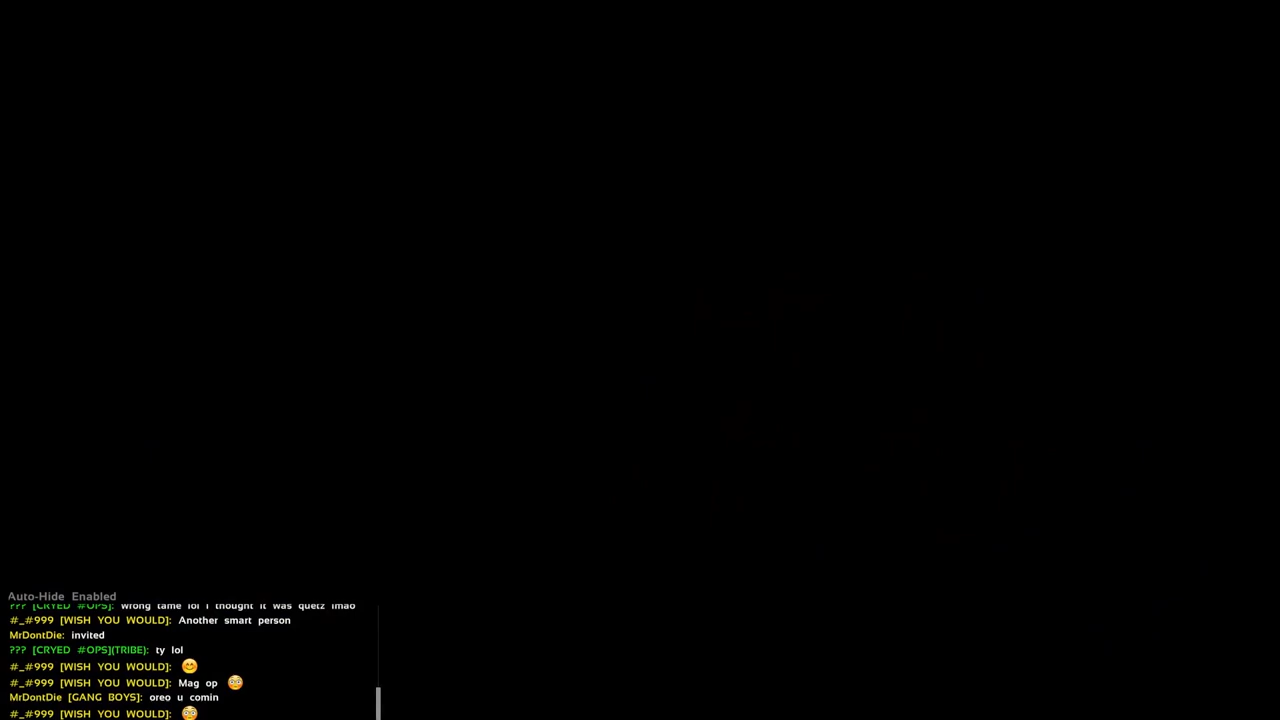 Auto-Hide Enabled
??? [CRYED #OPS]: wrong tame lol i thought it was quetz lmao
#_#999 [WISH YOU WOULD]: Another smart person
MrDontDie: invited
??? [CRYED #OPS](TRIBE): ty lol
#_#999 [WISH YOU WOULD]: 😊
#_#999 [WISH YOU WOULD]: Mag op 😳
MrDontDie [GANG BOYS]: oreo u comin
#_#999 [WISH YOU WOULD]: 😳